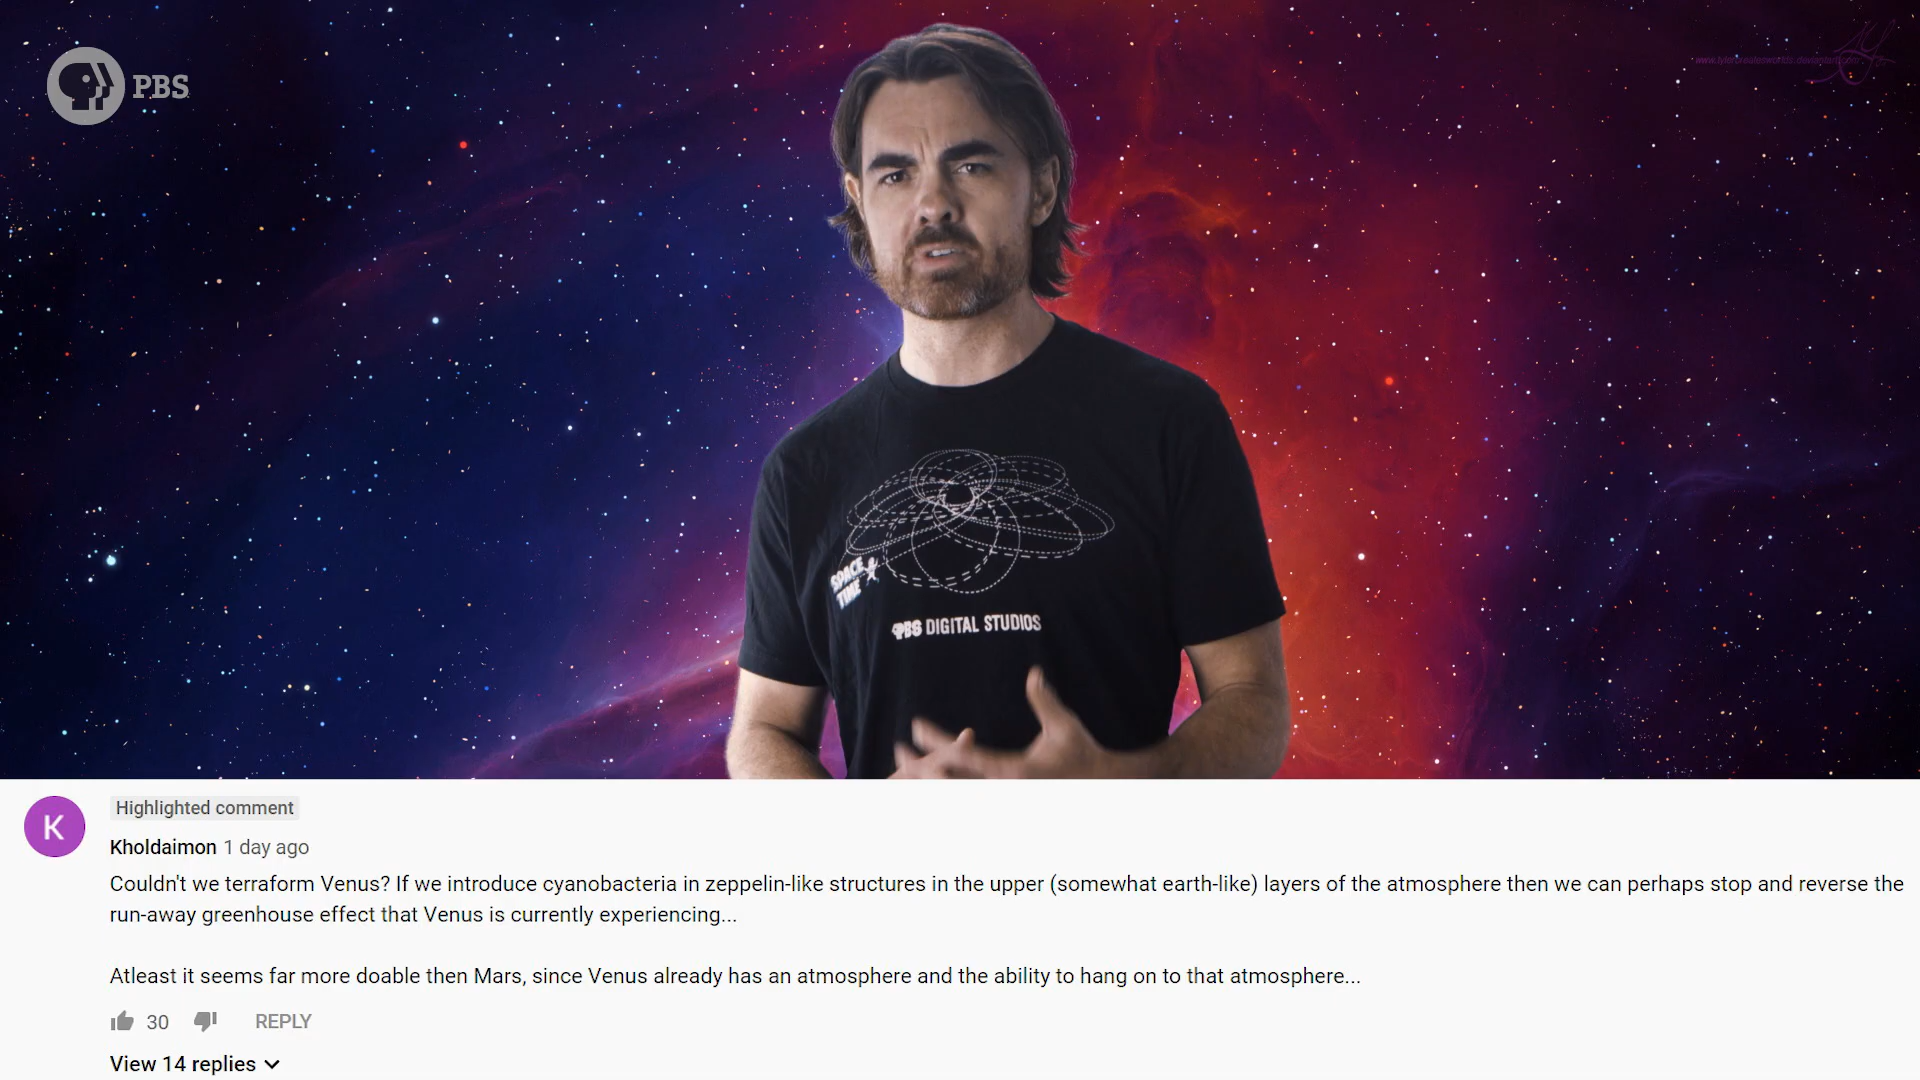 PBS
SPACE
TIME
PBS DIGITAL STUDIOS
K
Highlighted comment
Kholdaimon 1 day ago
Couldn't we terraform Venus? If we introduce cyanobacteria in zeppelin-like structures in the upper (somewhat earth-like) layers of the atmosphere then we can perhaps stop and reverse the
run-away greenhouse effect that Venus is currently experiencing...
Atleast it seems far more doable then Mars, since Venus already has an atmosphere and the ability to hang on to that atmosphere...
30 REPLY
View 14 replies